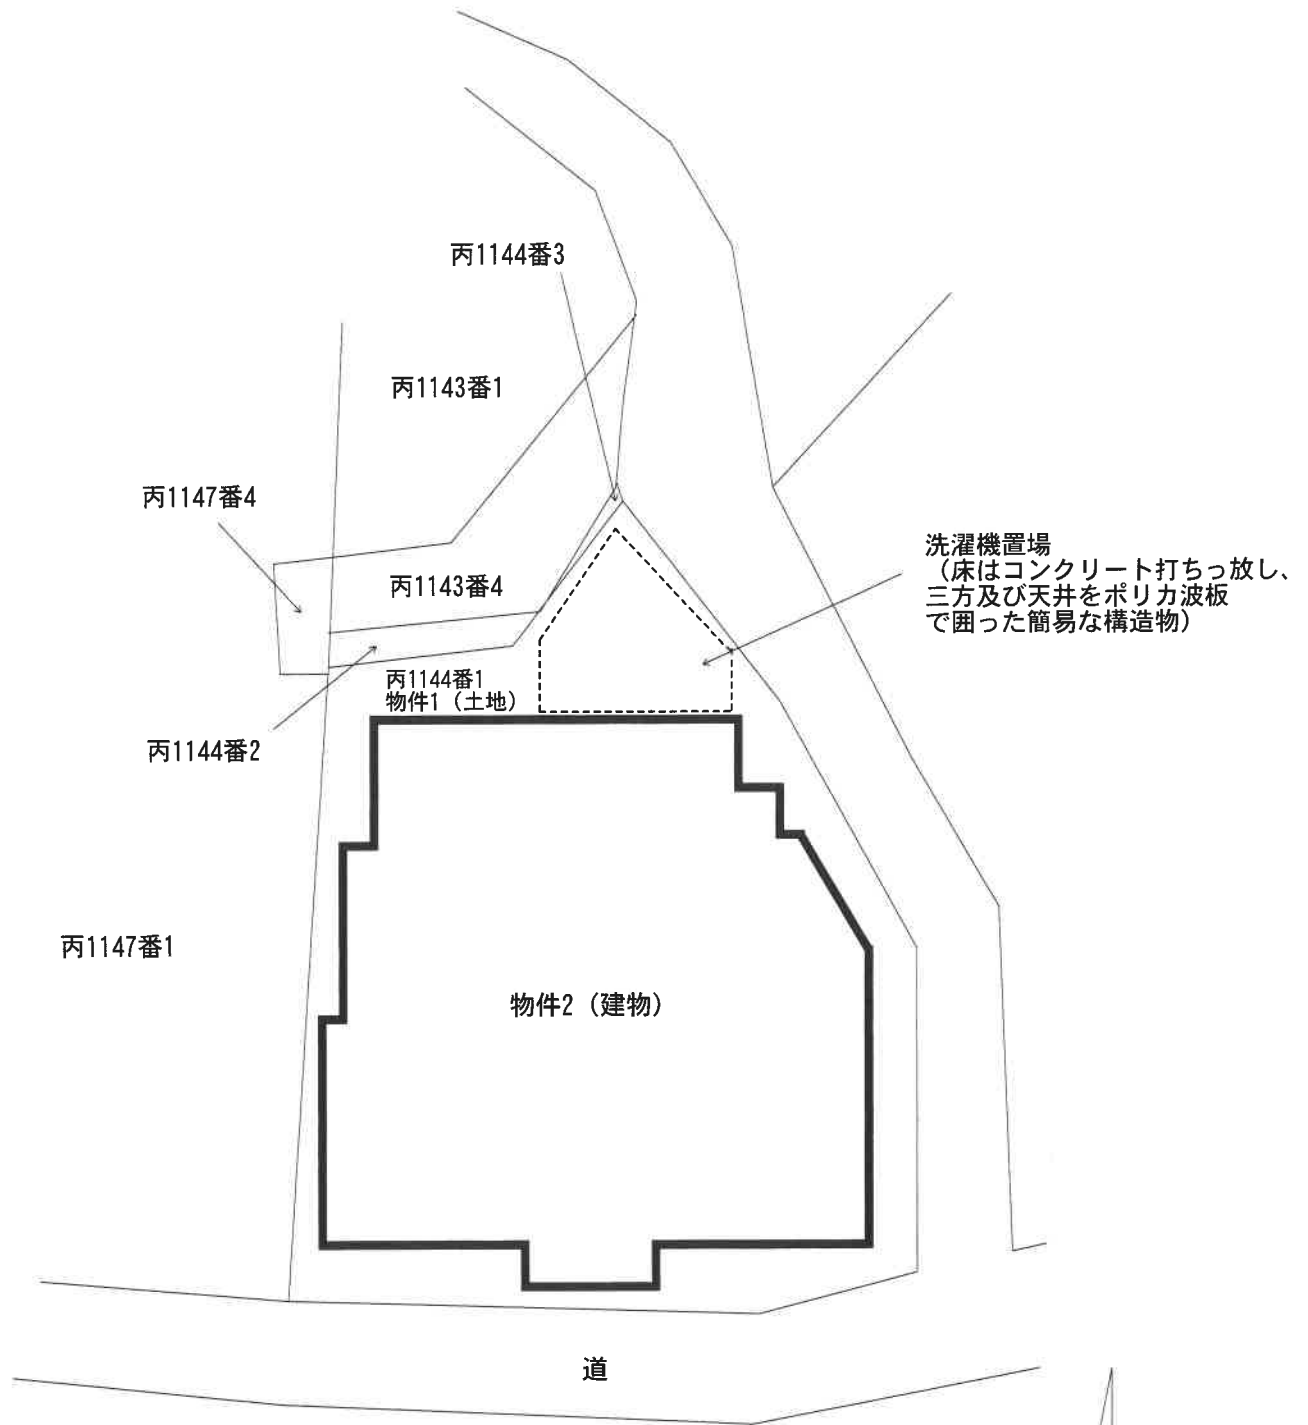 丙1144番3
丙1143番1
丙1147番4
洗濯機置場
（床はコンクリート打ちっ放し、
三方及び天井をポリカ波板
で囲った簡易な構造物）
丙1143番4
丙1144番1
物件1（土地）
丙1144番2
丙1147番1
物件2（建物）
道